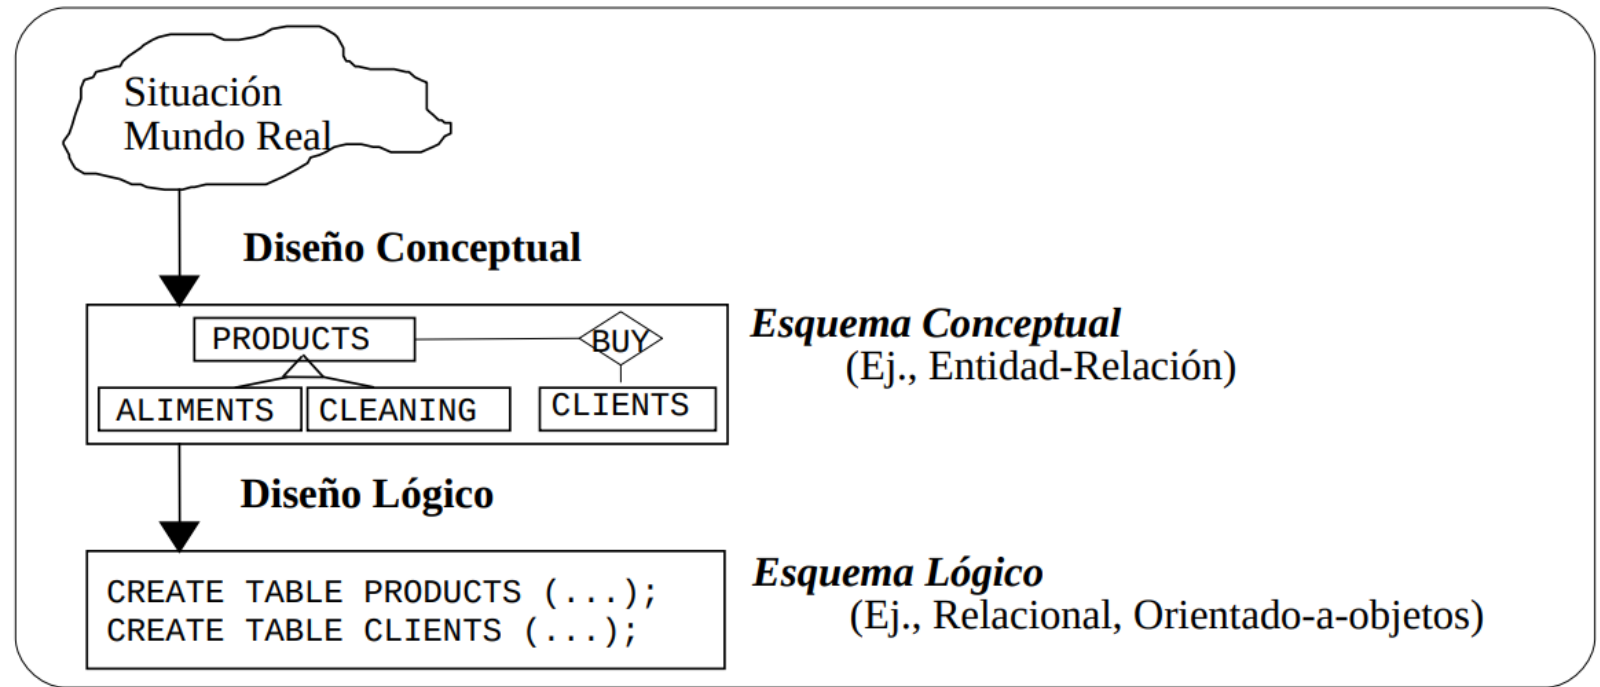 Situación
Mundo Real
Diseño Conceptual
PRODUCTS
BUY
ALIMENTS
CLEANING
CLIENTS
Esquema Conceptual
(Ej., Entidad-Relación)
Diseño Lógico
CREATE TABLE PRODUCTS (...);
CREATE TABLE CLIENTS (...);
Esquema Lógico
(Ej., Relacional, Orientado-a-objetos)